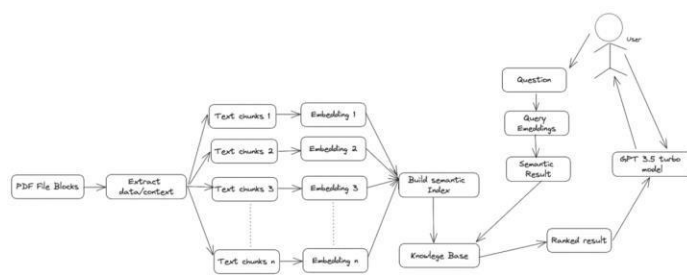 User
Question
Query
Emeddings
Semantic
Result
GPT 3.5 turbo
model
PDF File Blocks
Extract
data/context
Text chunks 1
Embedding 1
Text chunks 2
Embedding 2
Text chunks 3
Embedding 3
Text chunks n
Embedding n
Build semantic
Index
Knowlege Base
Ranked result